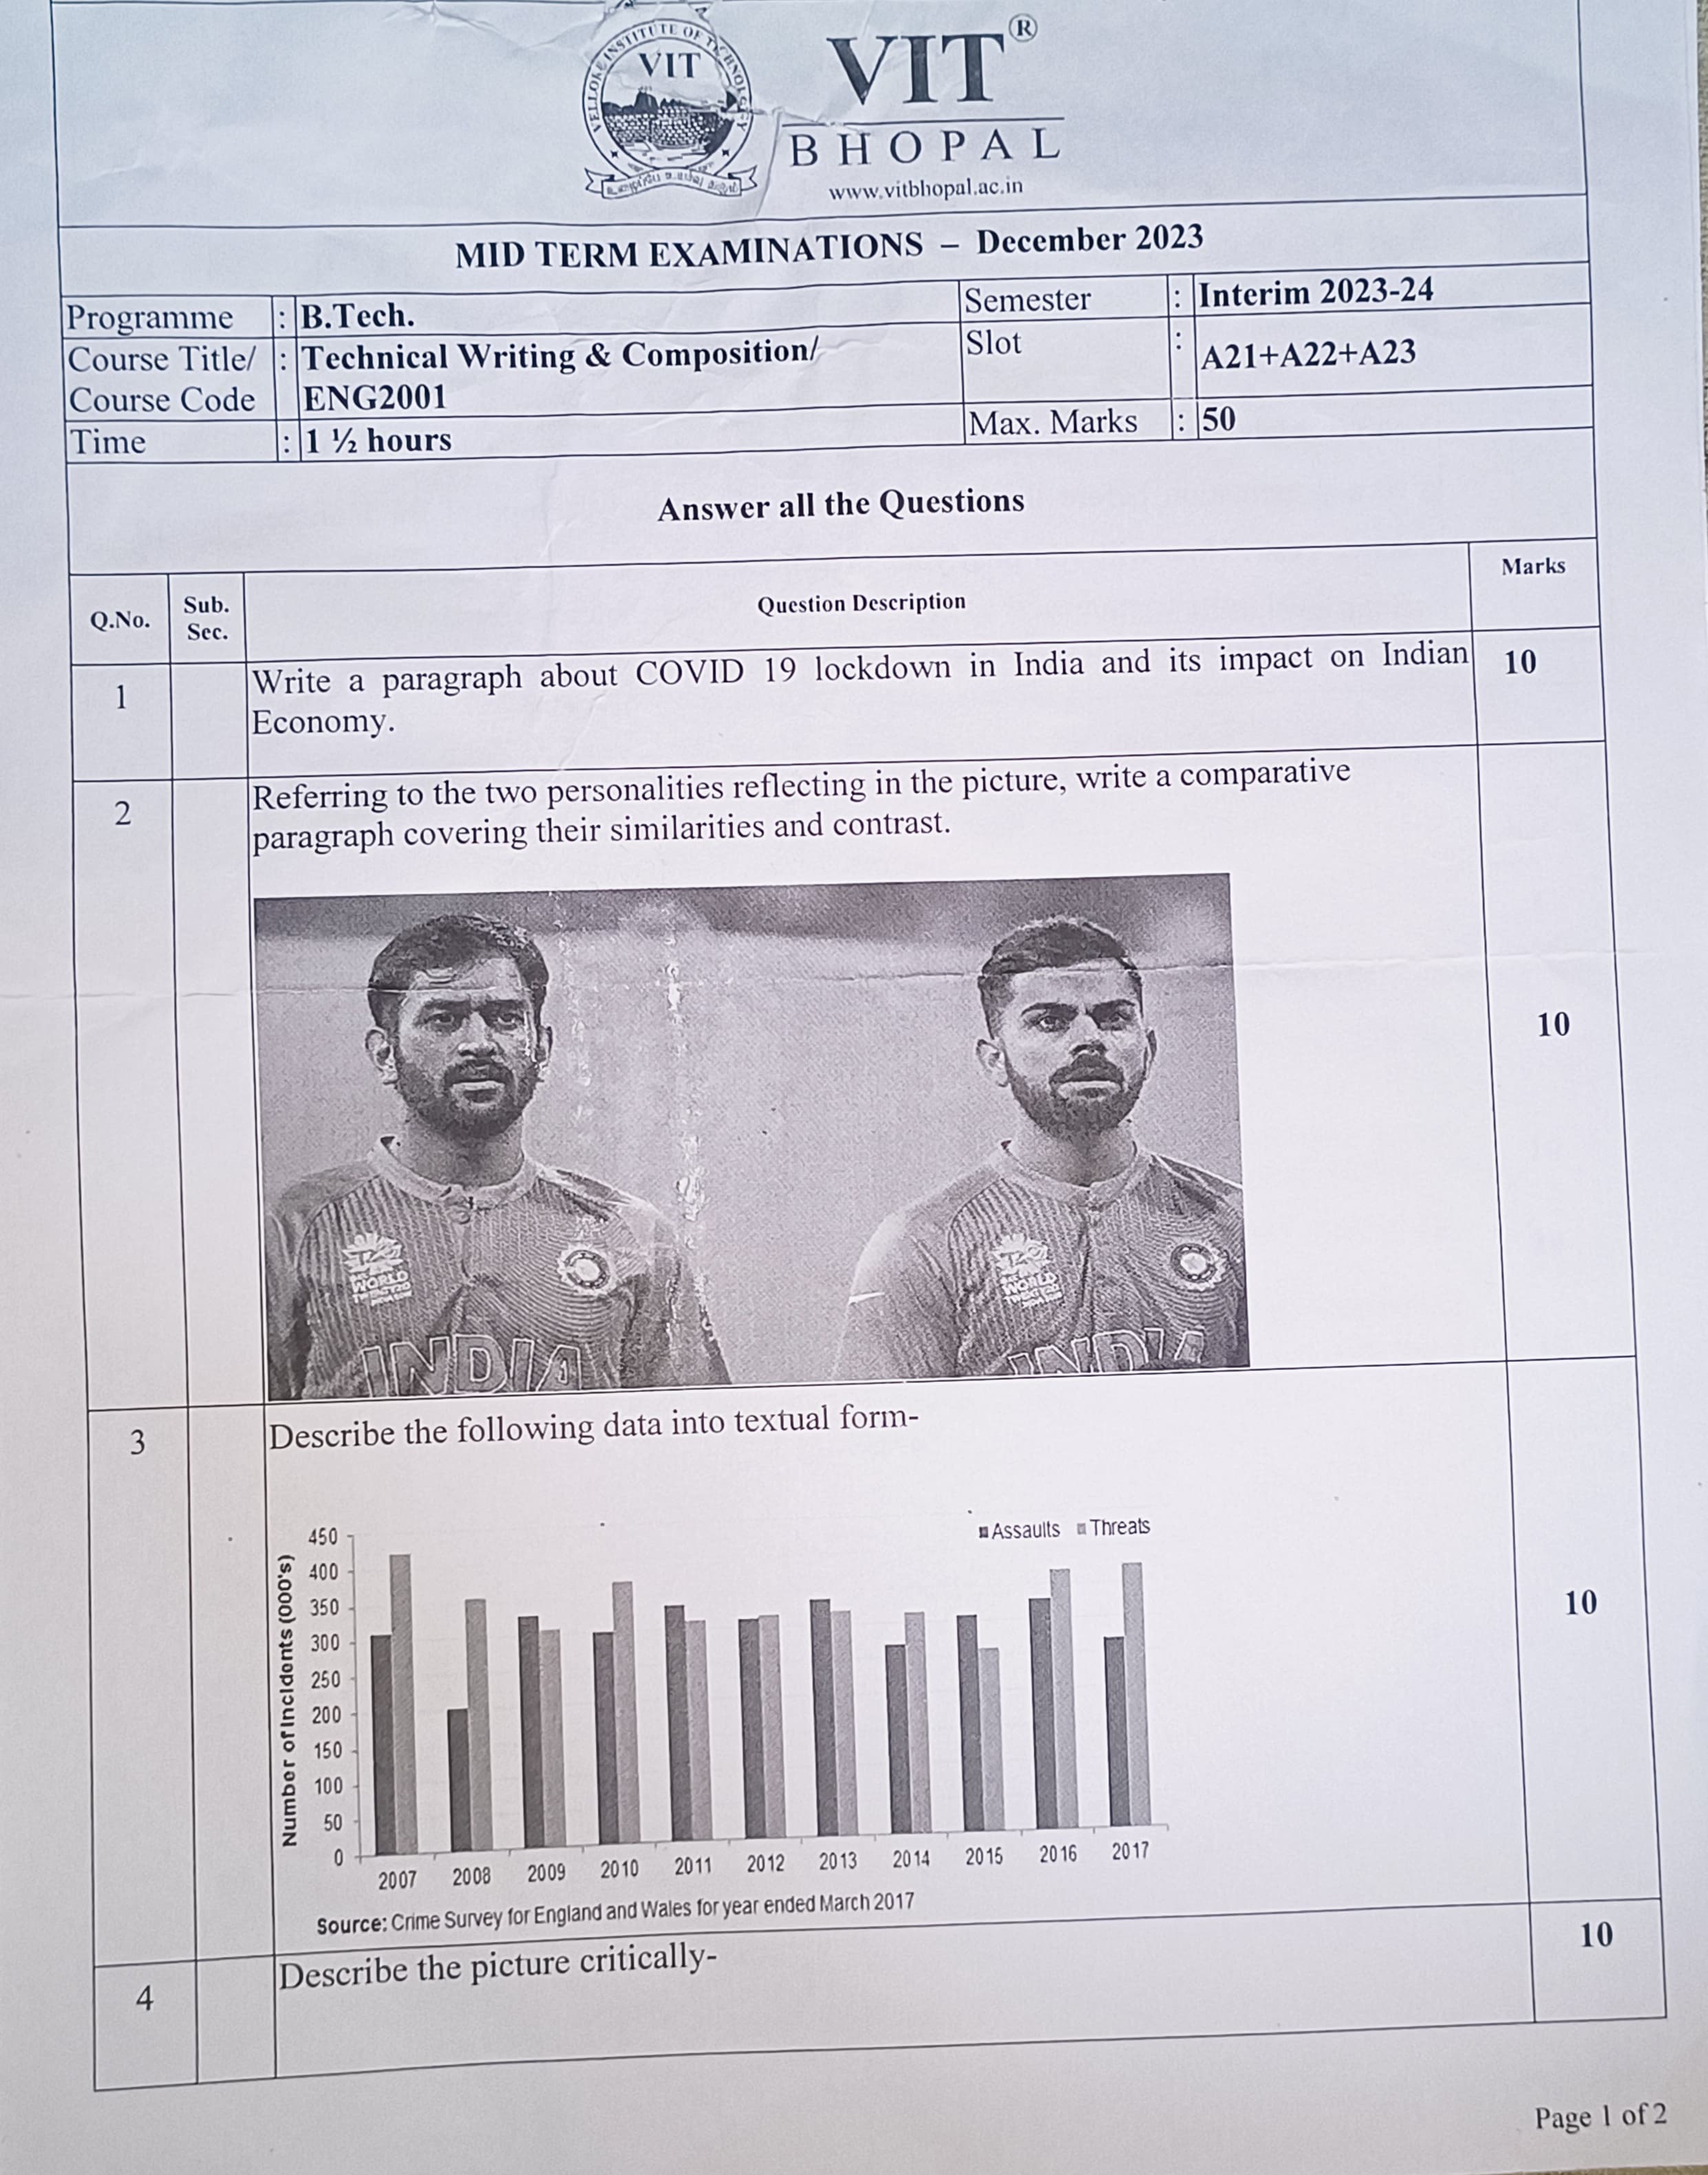 VELLORE INSTITUTE OF TECHNOLOGY
VIT
VIT®
BHOPAL
www.vitbhopal.ac.in
MID TERM EXAMINATIONS – December 2023
Programme : B.Tech. Semester : Interim 2023-24
Course Title/ : Technical Writing & Composition/ Slot : A21+A22+A23
Course Code ENG2001
Time : 1 ½ hours Max. Marks : 50
Answer all the Questions
Q.No. Sub. Sec. Question Description Marks
1 Write a paragraph about COVID 19 lockdown in India and its impact on Indian 10
Economy.
2 Referring to the two personalities reflecting in the picture, write a comparative
paragraph covering their similarities and contrast.
10
WORLD
WORLD
INDIA
INDIA
3 Describe the following data into textual form-
10
■Assaults ■Threats
Number of Incidents (000's)
450
400
350
300
250
200
150
100
50
0
2007 2008 2009 2010 2011 2012 2013 2014 2015 2016 2017
Source: Crime Survey for England and Wales for year ended March 2017
4 Describe the picture critically- 10
Page 1 of 2